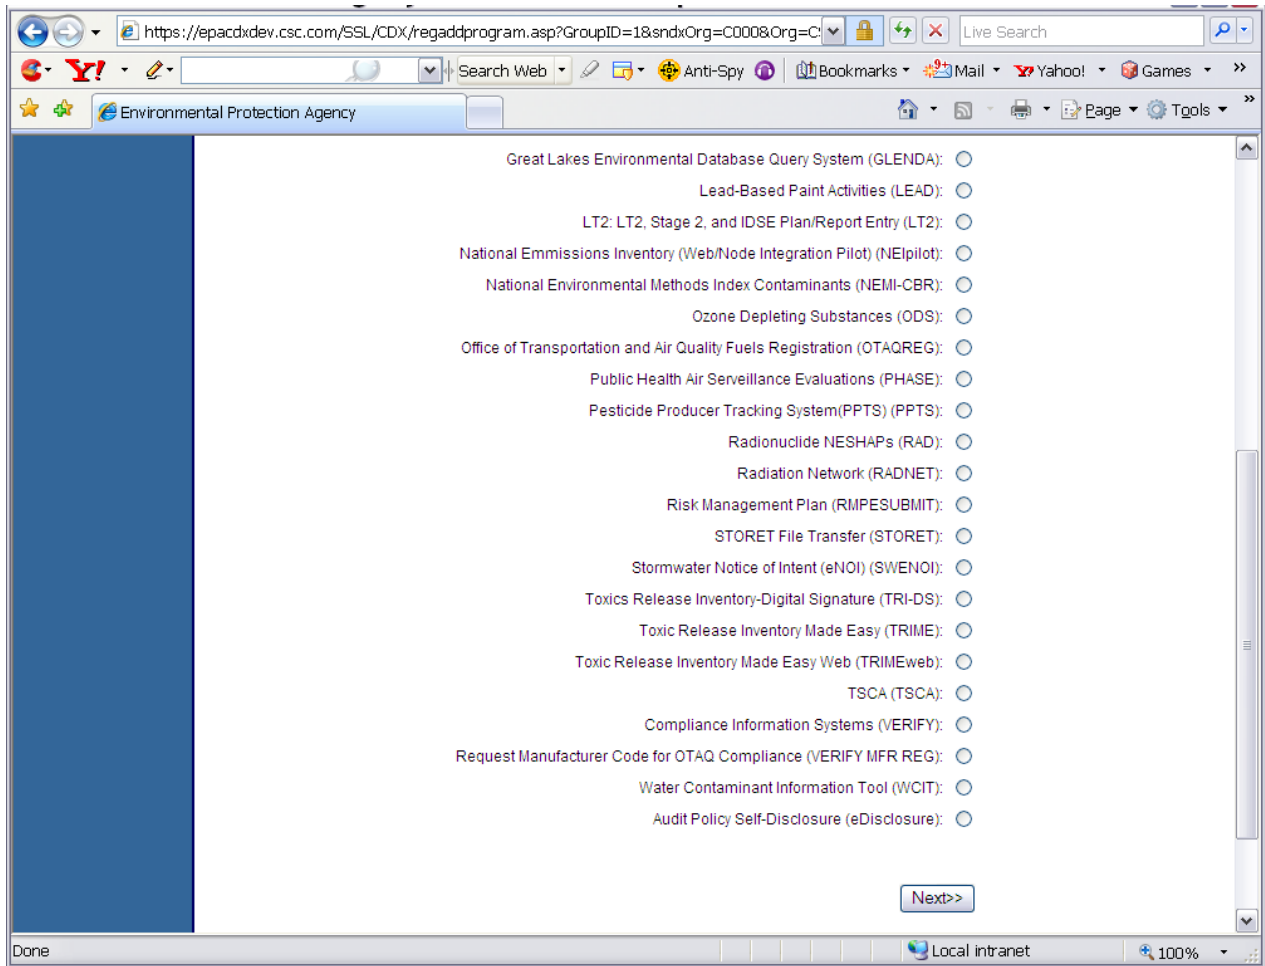 https://epacdxdev.csc.com/SSL/CDX/regaddprogram.asp?GroupID=1&sndxOrg=C000&Org=C
Live Search
Y! Search Web Anti-Spy Bookmarks Mail Yahoo! Games »
Environmental Protection Agency Page Tools »
Great Lakes Environmental Database Query System (GLENDA):
Lead-Based Paint Activities (LEAD):
LT2: LT2, Stage 2, and IDSE Plan/Report Entry (LT2):
National Emmissions Inventory (Web/Node Integration Pilot) (NEIpilot):
National Environmental Methods Index Contaminants (NEMI-CBR):
Ozone Depleting Substances (ODS):
Office of Transportation and Air Quality Fuels Registration (OTAQREG):
Public Health Air Serveillance Evaluations (PHASE):
Pesticide Producer Tracking System(PPTS) (PPTS):
Radionuclide NESHAPs (RAD):
Radiation Network (RADNET):
Risk Management Plan (RMPESUBMIT):
STORET File Transfer (STORET):
Stormwater Notice of Intent (eNOI) (SWENOI):
Toxics Release Inventory-Digital Signature (TRI-DS):
Toxic Release Inventory Made Easy (TRIME):
Toxic Release Inventory Made Easy Web (TRIMEweb):
TSCA (TSCA):
Compliance Information Systems (VERIFY):
Request Manufacturer Code for OTAQ Compliance (VERIFY MFR REG):
Water Contaminant Information Tool (WCIT):
Audit Policy Self-Disclosure (eDisclosure):
Next>>
Done Local intranet 100%